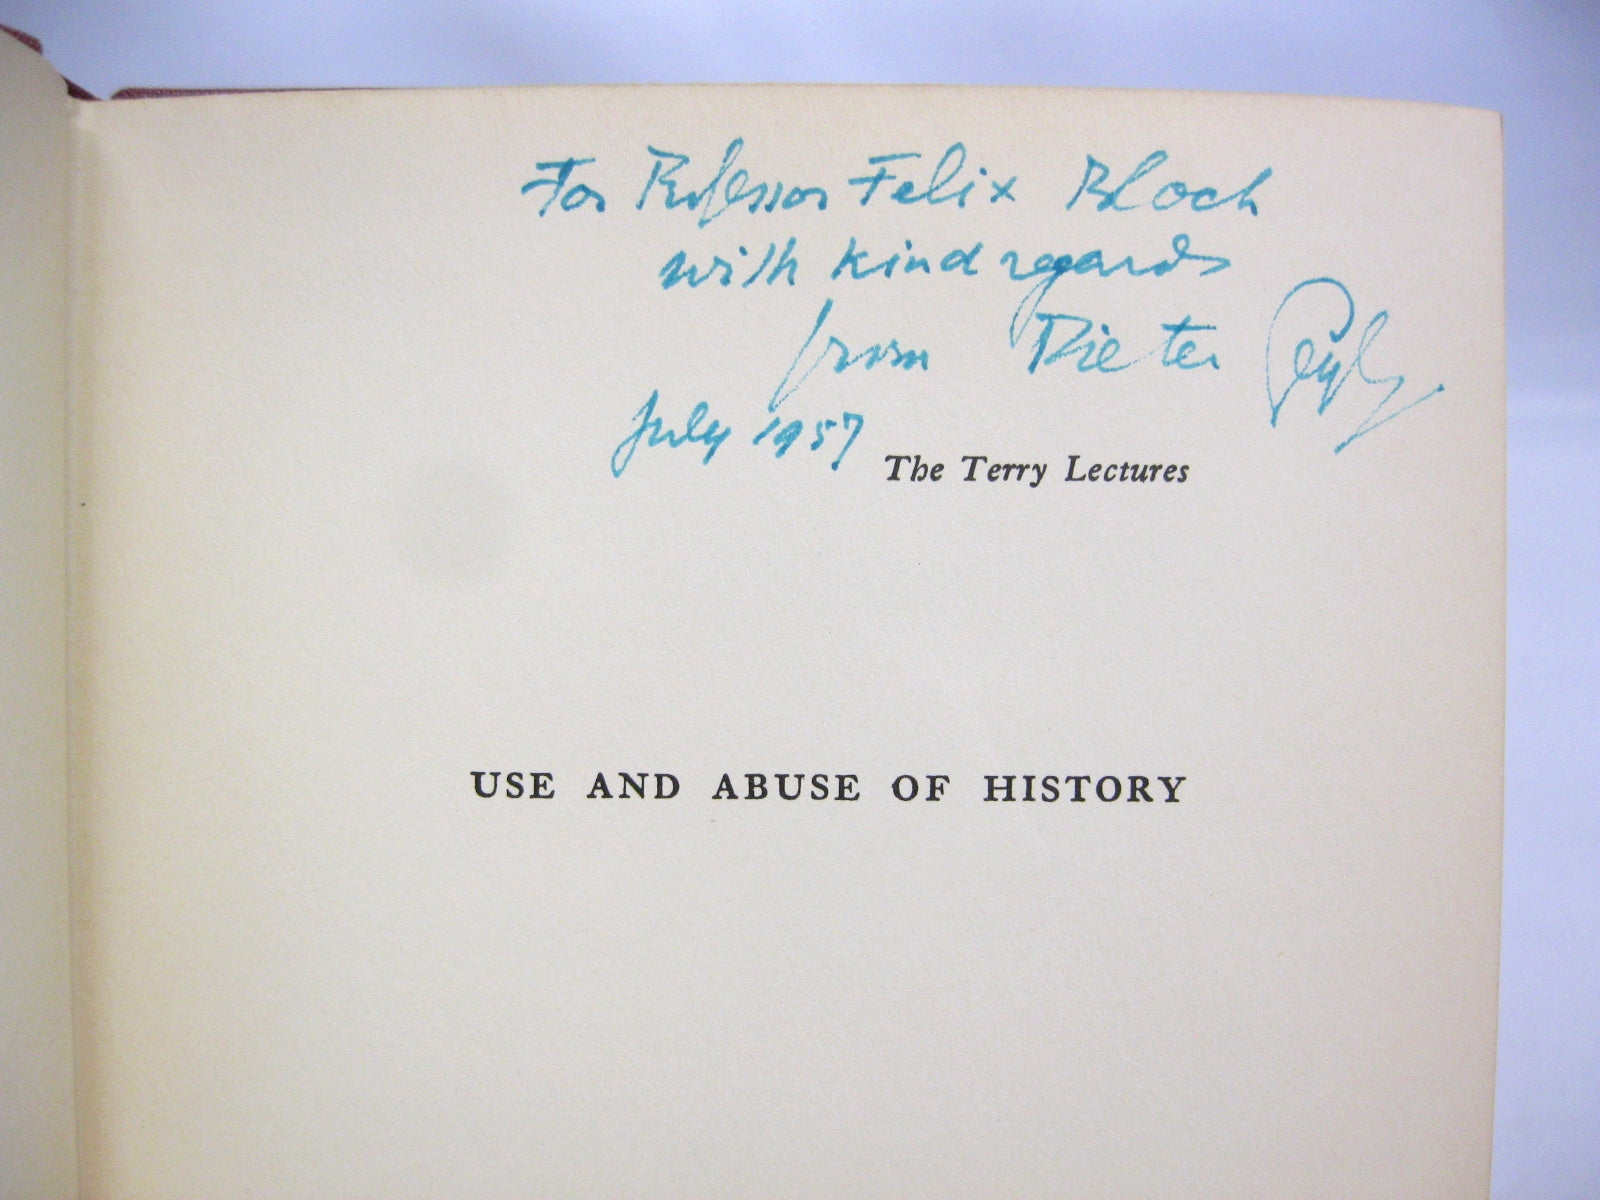 For Professor Felix Bloch
with kind regards
from Pieter Geyl
July 1957
The Terry Lectures
USE AND ABUSE OF HISTORY